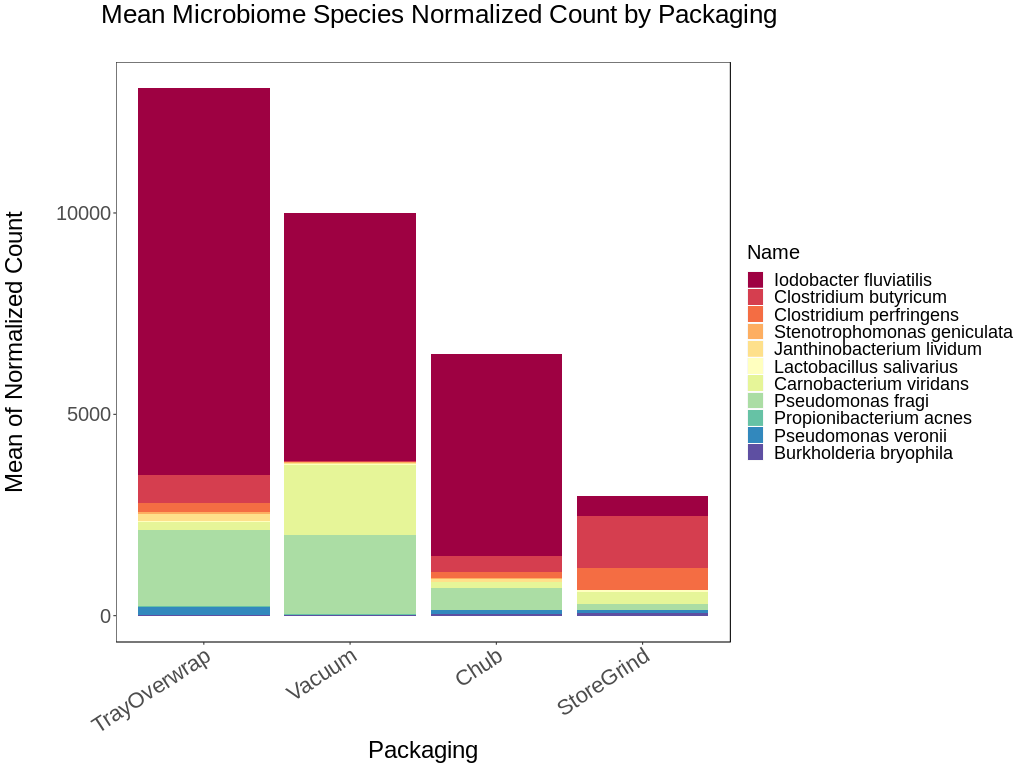 Mean Microbiome Species Normalized Count by Packaging
Mean of Normalized Count
10000
5000
0
TrayOverwrap
Vacuum
Chub
StoreGrind
Packaging
Name
Iodobacter fluviatilis
Clostridium butyricum
Clostridium perfringens
Stenotrophomonas geniculata
Janthinobacterium lividum
Lactobacillus salivarius
Carnobacterium viridans
Pseudomonas fragi
Propionibacterium acnes
Pseudomonas veronii
Burkholderia bryophila